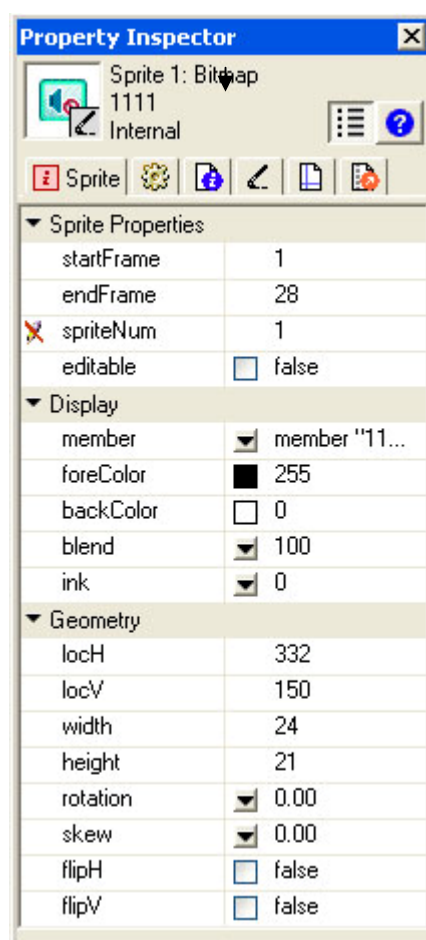 Property Inspector
Sprite 1: Bitmap
1111
Internal
Sprite
Sprite Properties
startFrame 1
endFrame 28
spriteNum 1
editable false
Display
member member "11...
foreColor 255
backColor 0
blend 100
ink 0
Geometry
locH 332
locV 150
width 24
height 21
rotation 0.00
skew 0.00
flipH false
flipV false